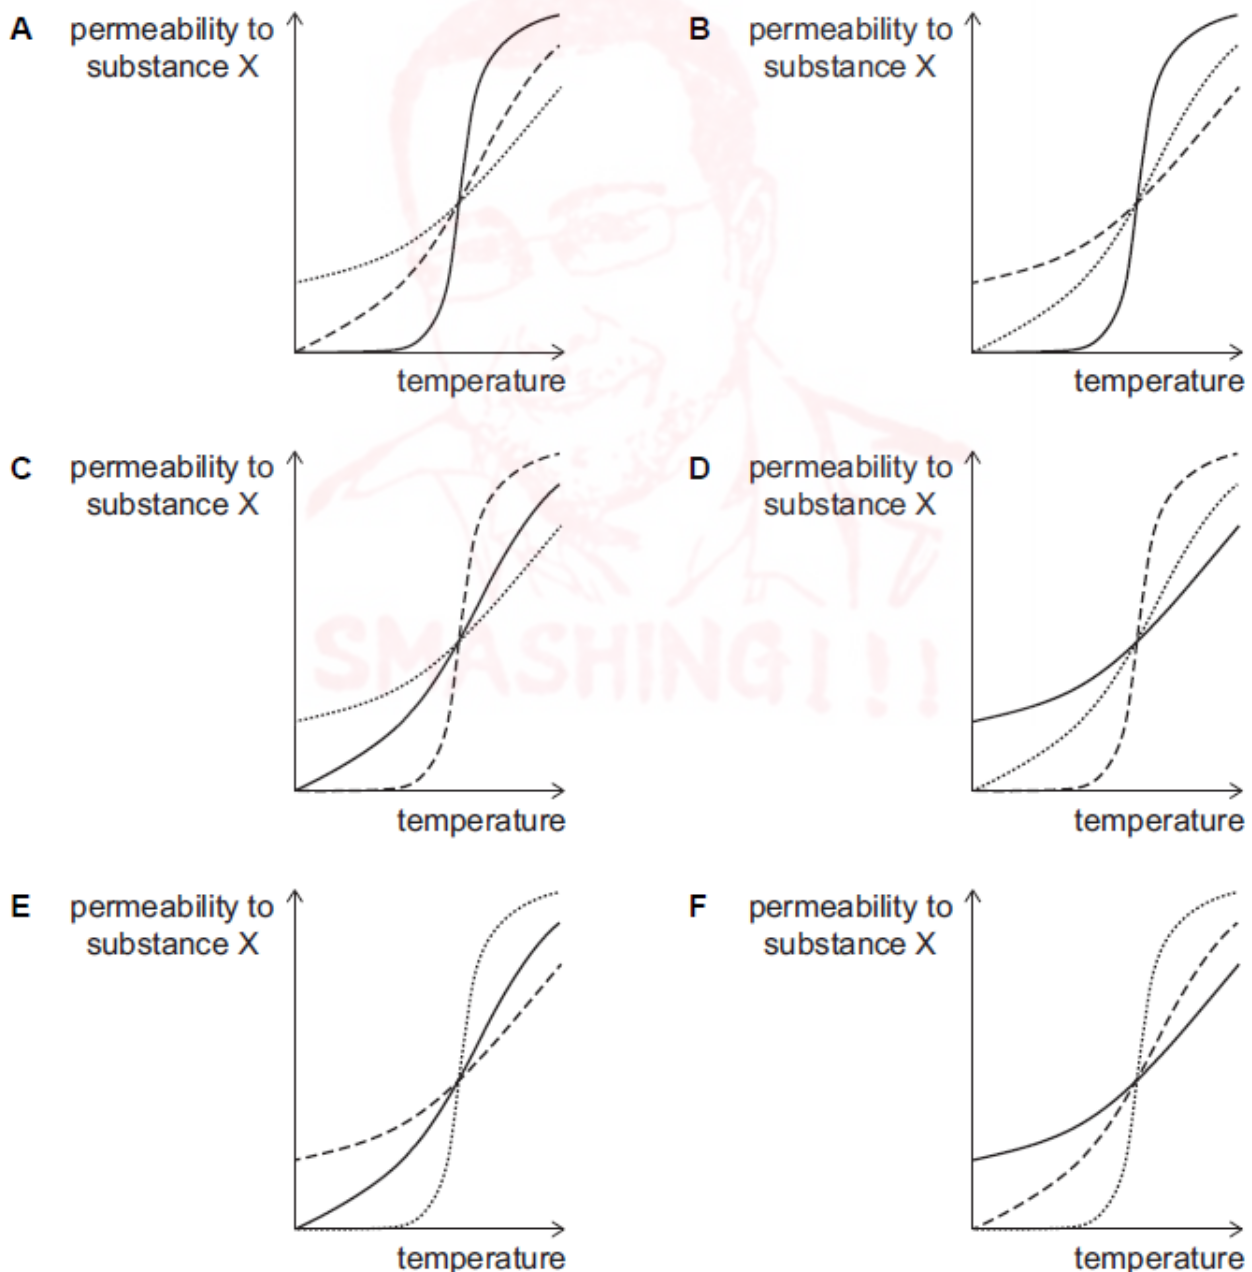 A permeability to
substance X
temperature
B permeability to
substance X
temperature
C permeability to
substance X
temperature
D permeability to
substance X
temperature
E permeability to
substance X
temperature
F permeability to
substance X
temperature
SMASHING!!!